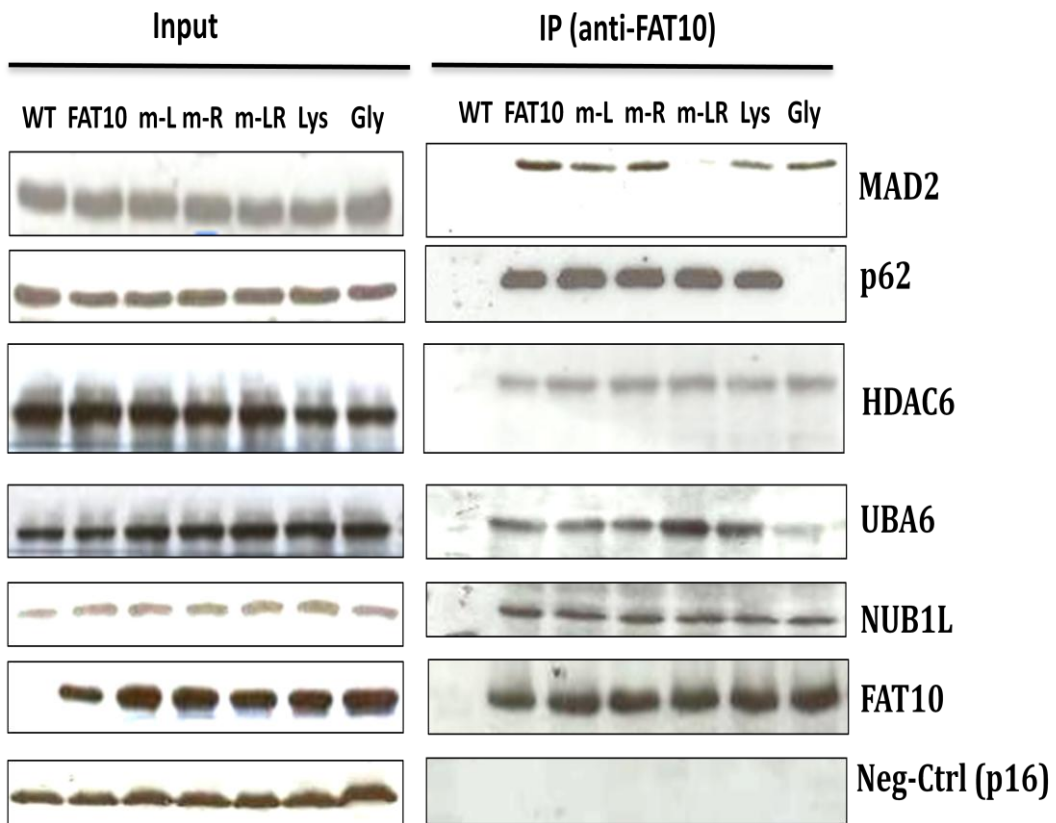 Input
IP (anti-FAT10)
WT FAT10 m-L m-R m-LR Lys Gly
WT FAT10 m-L m-R m-LR Lys Gly
MAD2
p62
HDAC6
UBA6
NUB1L
FAT10
Neg-Ctrl (p16)